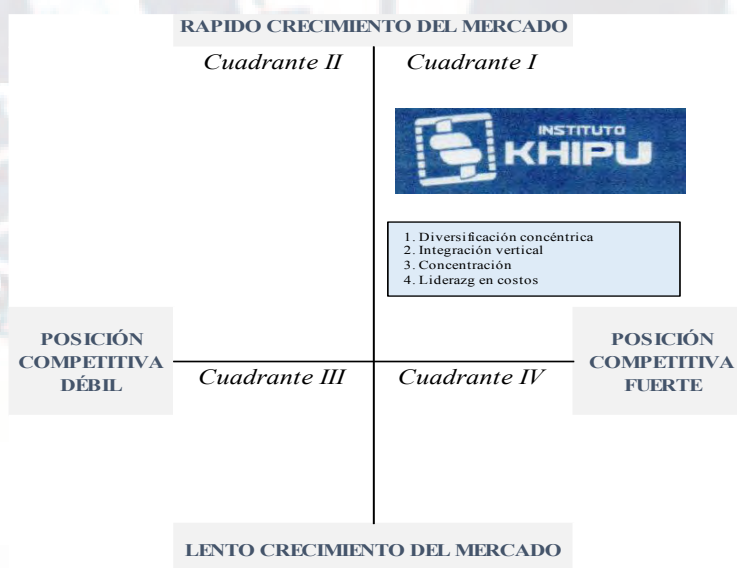 RAPIDO CRECIMIENTO DEL MERCADO
Cuadrante II
Cuadrante I
INSTITUTO
KHIPU
1. Diversificación concéntrica
2. Integración vertical
3. Concentración
4. Liderazg en costos
POSICIÓN
COMPETITIVA
DÉBIL
POSICIÓN
COMPETITIVA
FUERTE
Cuadrante III
Cuadrante IV
LENTO CRECIMIENTO DEL MERCADO